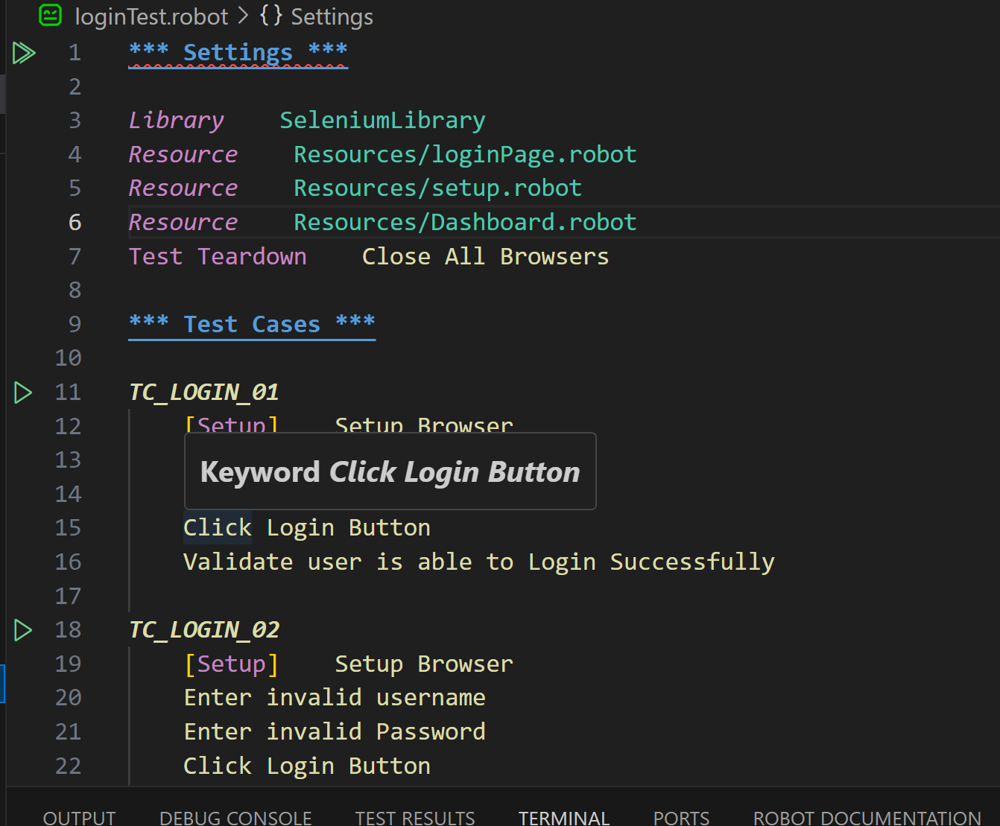 loginTest.robot > {} Settings
1 *** Settings ***
2
3 Library    SeleniumLibrary
4 Resource    Resources/loginPage.robot
5 Resource    Resources/setup.robot
6 Resource    Resources/Dashboard.robot
7 Test Teardown    Close All Browsers
8
9 *** Test Cases ***
10
11 TC_LOGIN_01
12 [Setup]    Setup Browser
13
Keyword Click Login Button
14
15 Click Login Button
16 Validate user is able to Login Successfully
17
18 TC_LOGIN_02
19 [Setup]    Setup Browser
20 Enter invalid username
21 Enter invalid Password
22 Click Login Button
OUTPUT    DEBUG CONSOLE    TEST RESULTS    TERMINAL    PORTS    ROBOT DOCUMENTATION